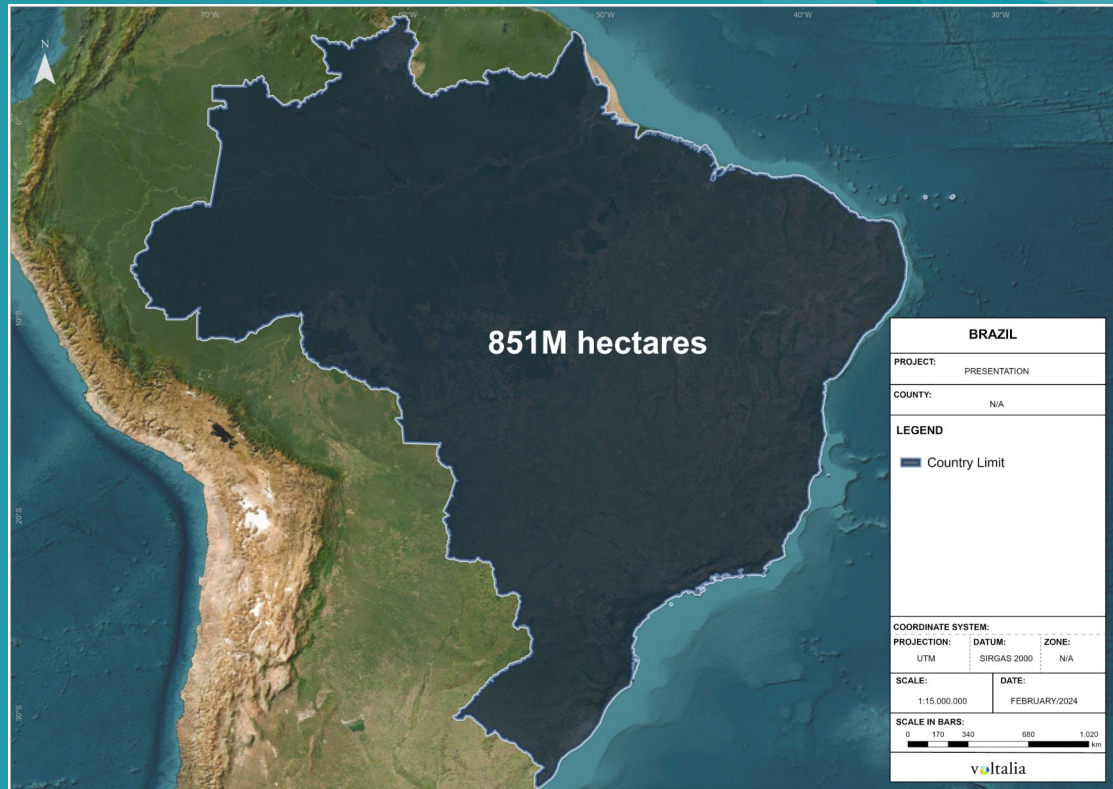 70°W 60°W 50°W 40°W 30°W
N
0°
10°S
20°S
30°S
851M hectares
BRAZIL
PROJECT:
PRESENTATION
COUNTY:
N/A
LEGEND
Country Limit
COORDINATE SYSTEM:
PROJECTION: DATUM: ZONE:
UTM SIRGAS 2000 N/A
SCALE: DATE:
1:15.000.000 FEBRUARY/2024
SCALE IN BARS:
0 170 340 680 1.020
km
voltalia